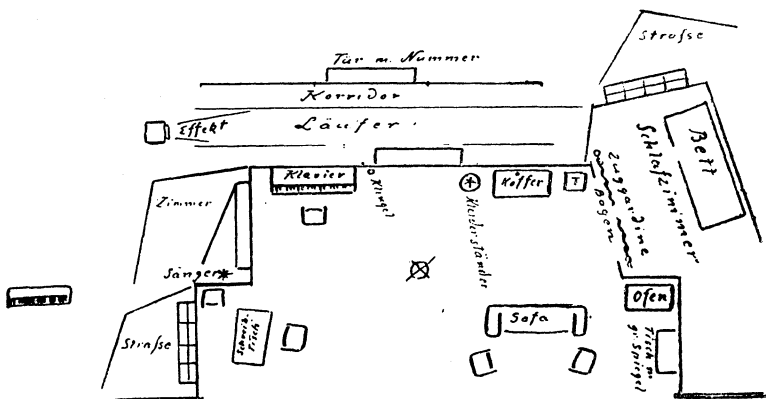 Straße
Tür m. Nummer
Korridor
Effekt
Läufer.
Bett
Schlafzimmer
Zuggardine
Bogen
Klavier
Klingel
Kleiderständer
Koffer
T
Zimmer
Sänger
Ofen
Sofa
Schreib-
Tisch
Straße
Tisch m
gr. Spiegel